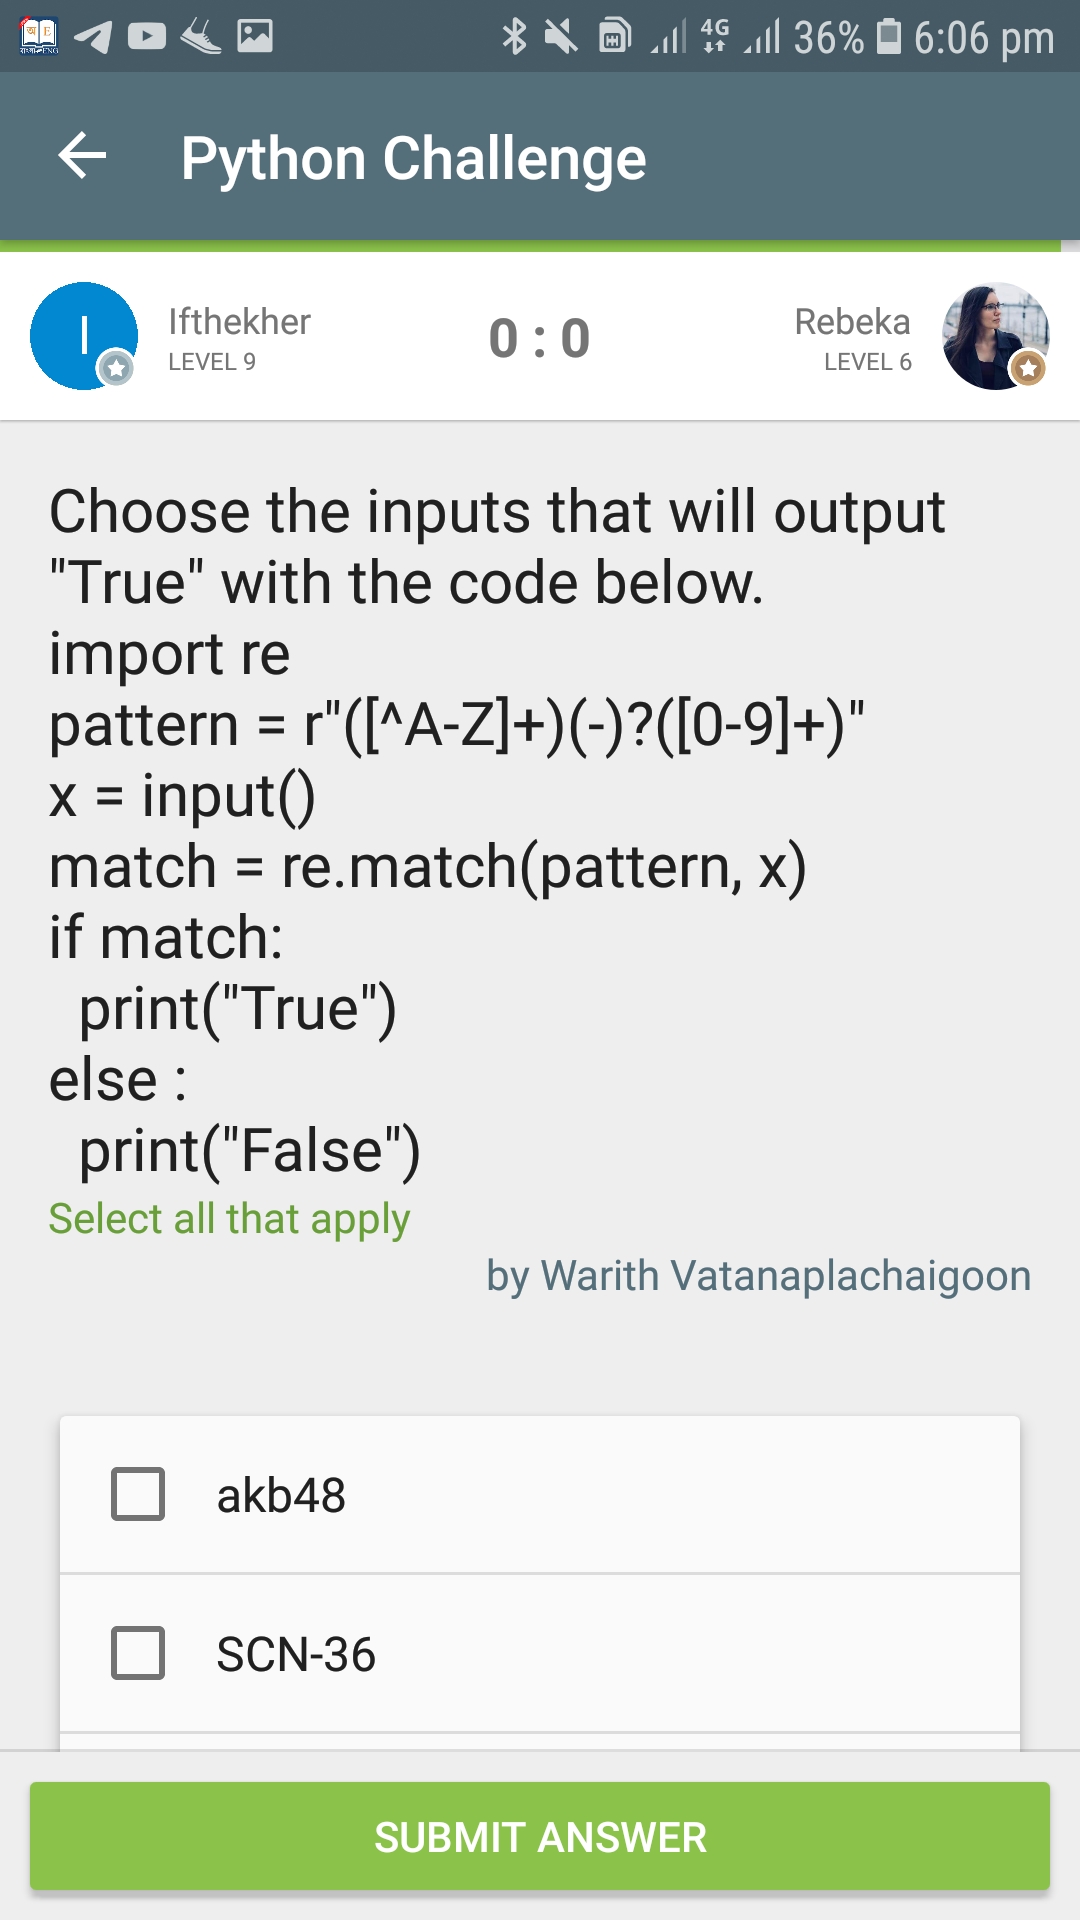 4G 36% 6:06 pm
Python Challenge
I
Ifthekher
LEVEL 9
0 : 0
Rebeka
LEVEL 6
Choose the inputs that will output
"True" with the code below.
import re
pattern = r"([^A-Z]+)(-)?([0-9]+)"
x = input()
match = re.match(pattern, x)
if match:
  print("True")
else :
  print("False")
Select all that apply
by Warith Vatanaplachaigoon
akb48
SCN-36
SUBMIT ANSWER